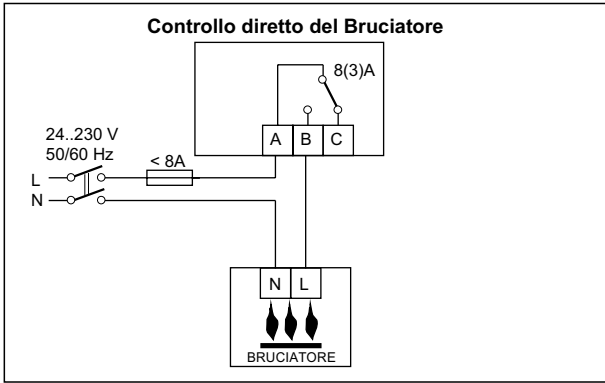 Controllo diretto del Bruciatore
8(3)A
A B C
24..230 V
50/60 Hz
< 8A
L
N
N L
BRUCIATORE